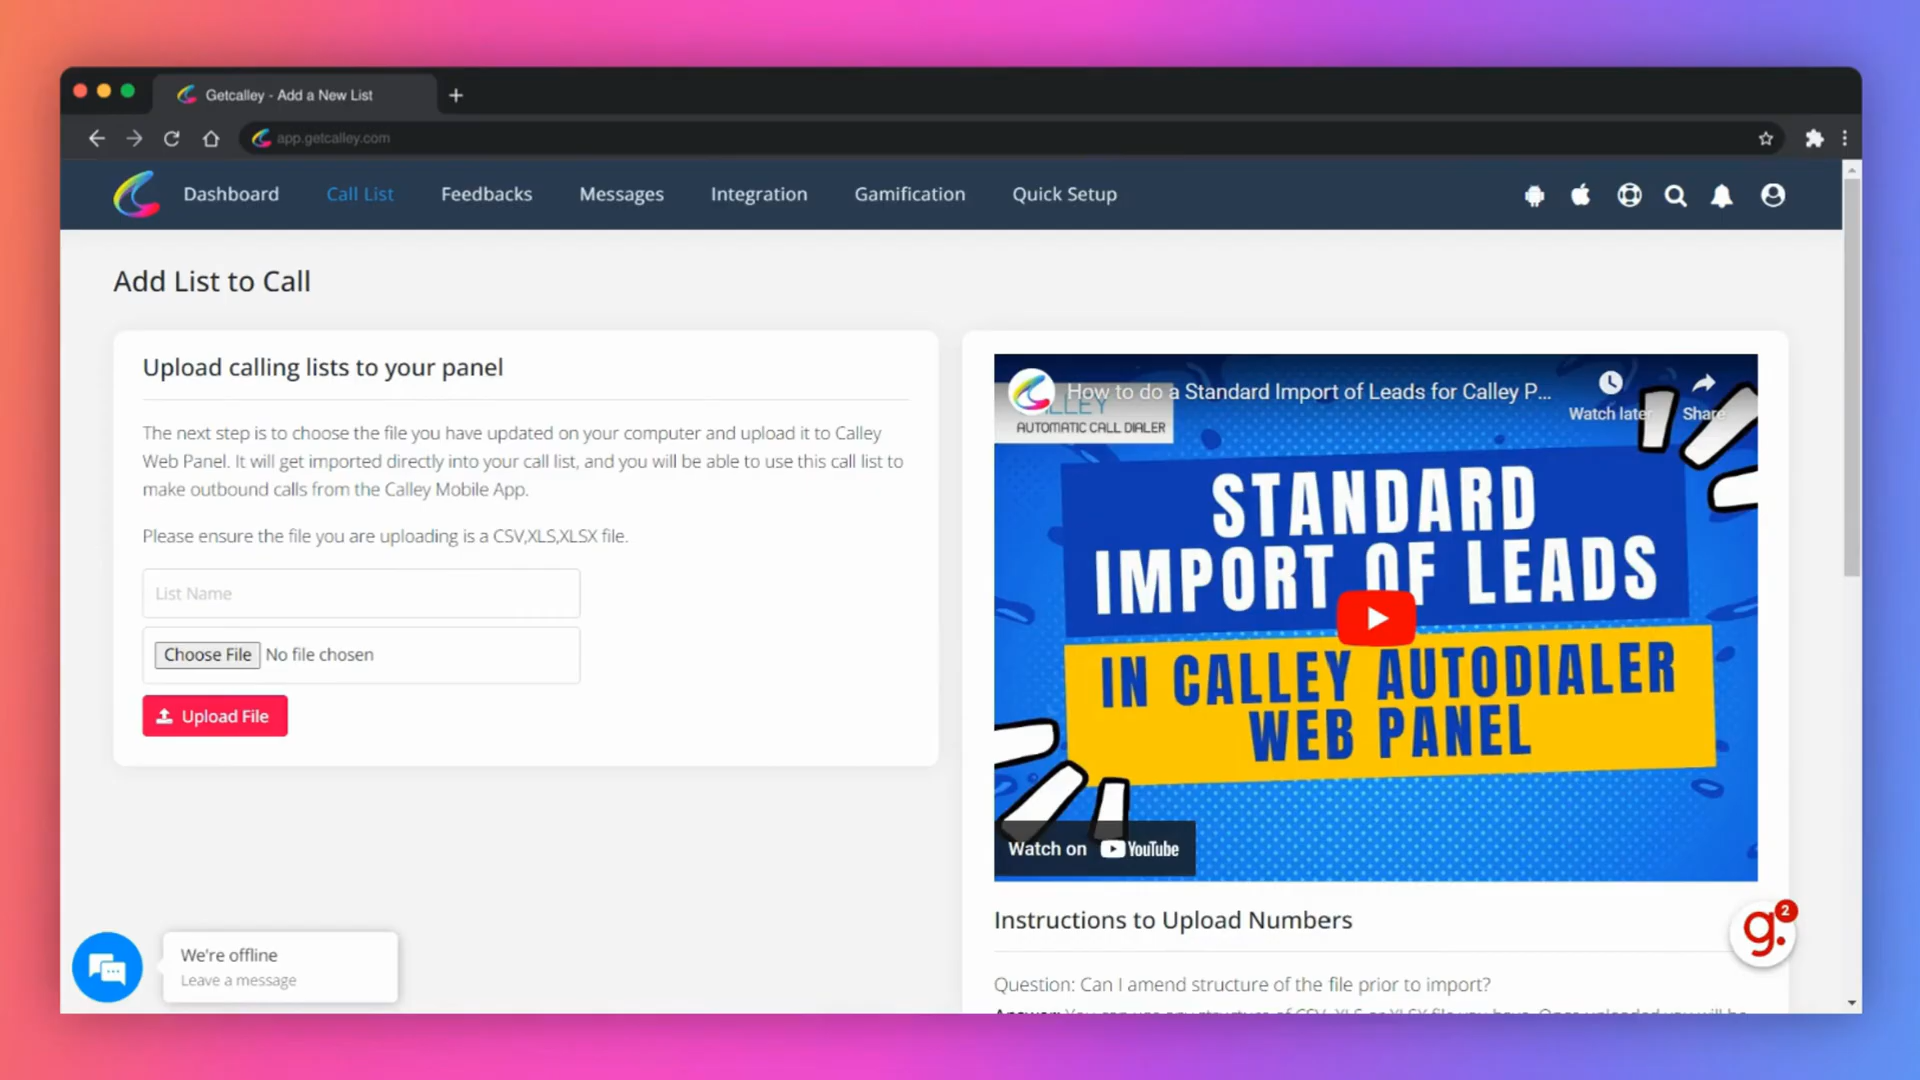 Getcalley - Add a New List
app.getcalley.com
Dashboard Call List Feedbacks Messages Integration Gamification Quick Setup
Add List to Call
Upload calling lists to your panel
The next step is to choose the file you have updated on your computer and upload it to Calley
Web Panel. It will get imported directly into your call list, and you will be able to use this call list to
make outbound calls from the Calley Mobile App.
Please ensure the file you are uploading is a CSV,XLS,XLSX file.
List Name
Choose File No file chosen
Upload File
How to do a Standard Import of Leads for Calley P...
Watch later
Share
AUTOMATIC CALL DIALER
STANDARD
IMPORT OF LEADS
IN CALLEY AUTODIALER
WEB PANEL
Watch on YouTube
Instructions to Upload Numbers
Question: Can I amend structure of the file prior to import?
g. 2
We're offline
Leave a message